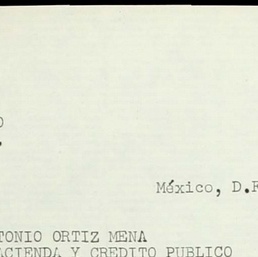 México, D.F
TONIO ORTIZ MENA
ACIENDA Y CREDITO PUBLICO